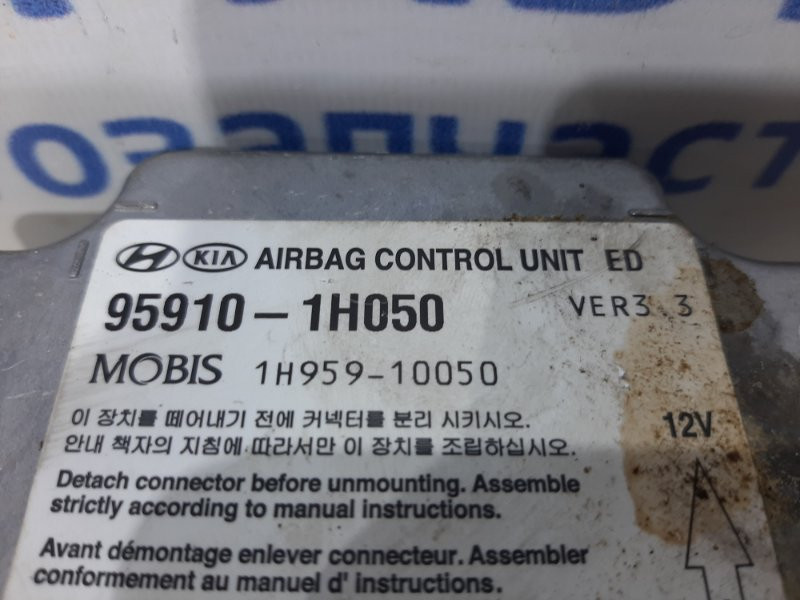 озапчаст
HYUNDAI KIA AIRBAG CONTROL UNIT ED
95910-1H050 VER3.3
MOBIS 1H959-10050
이 장치를 떼어내기 전에 커넥터를 분리 시키시오.
안내 책자의 지침에 따라서만 이 장치를 조립하십시오.
12V
Detach connector before unmounting. Assemble
strictly according to manual instructions.
Avant démontage enlever connecteur. Assembler
conformement au manuel d' instructions.